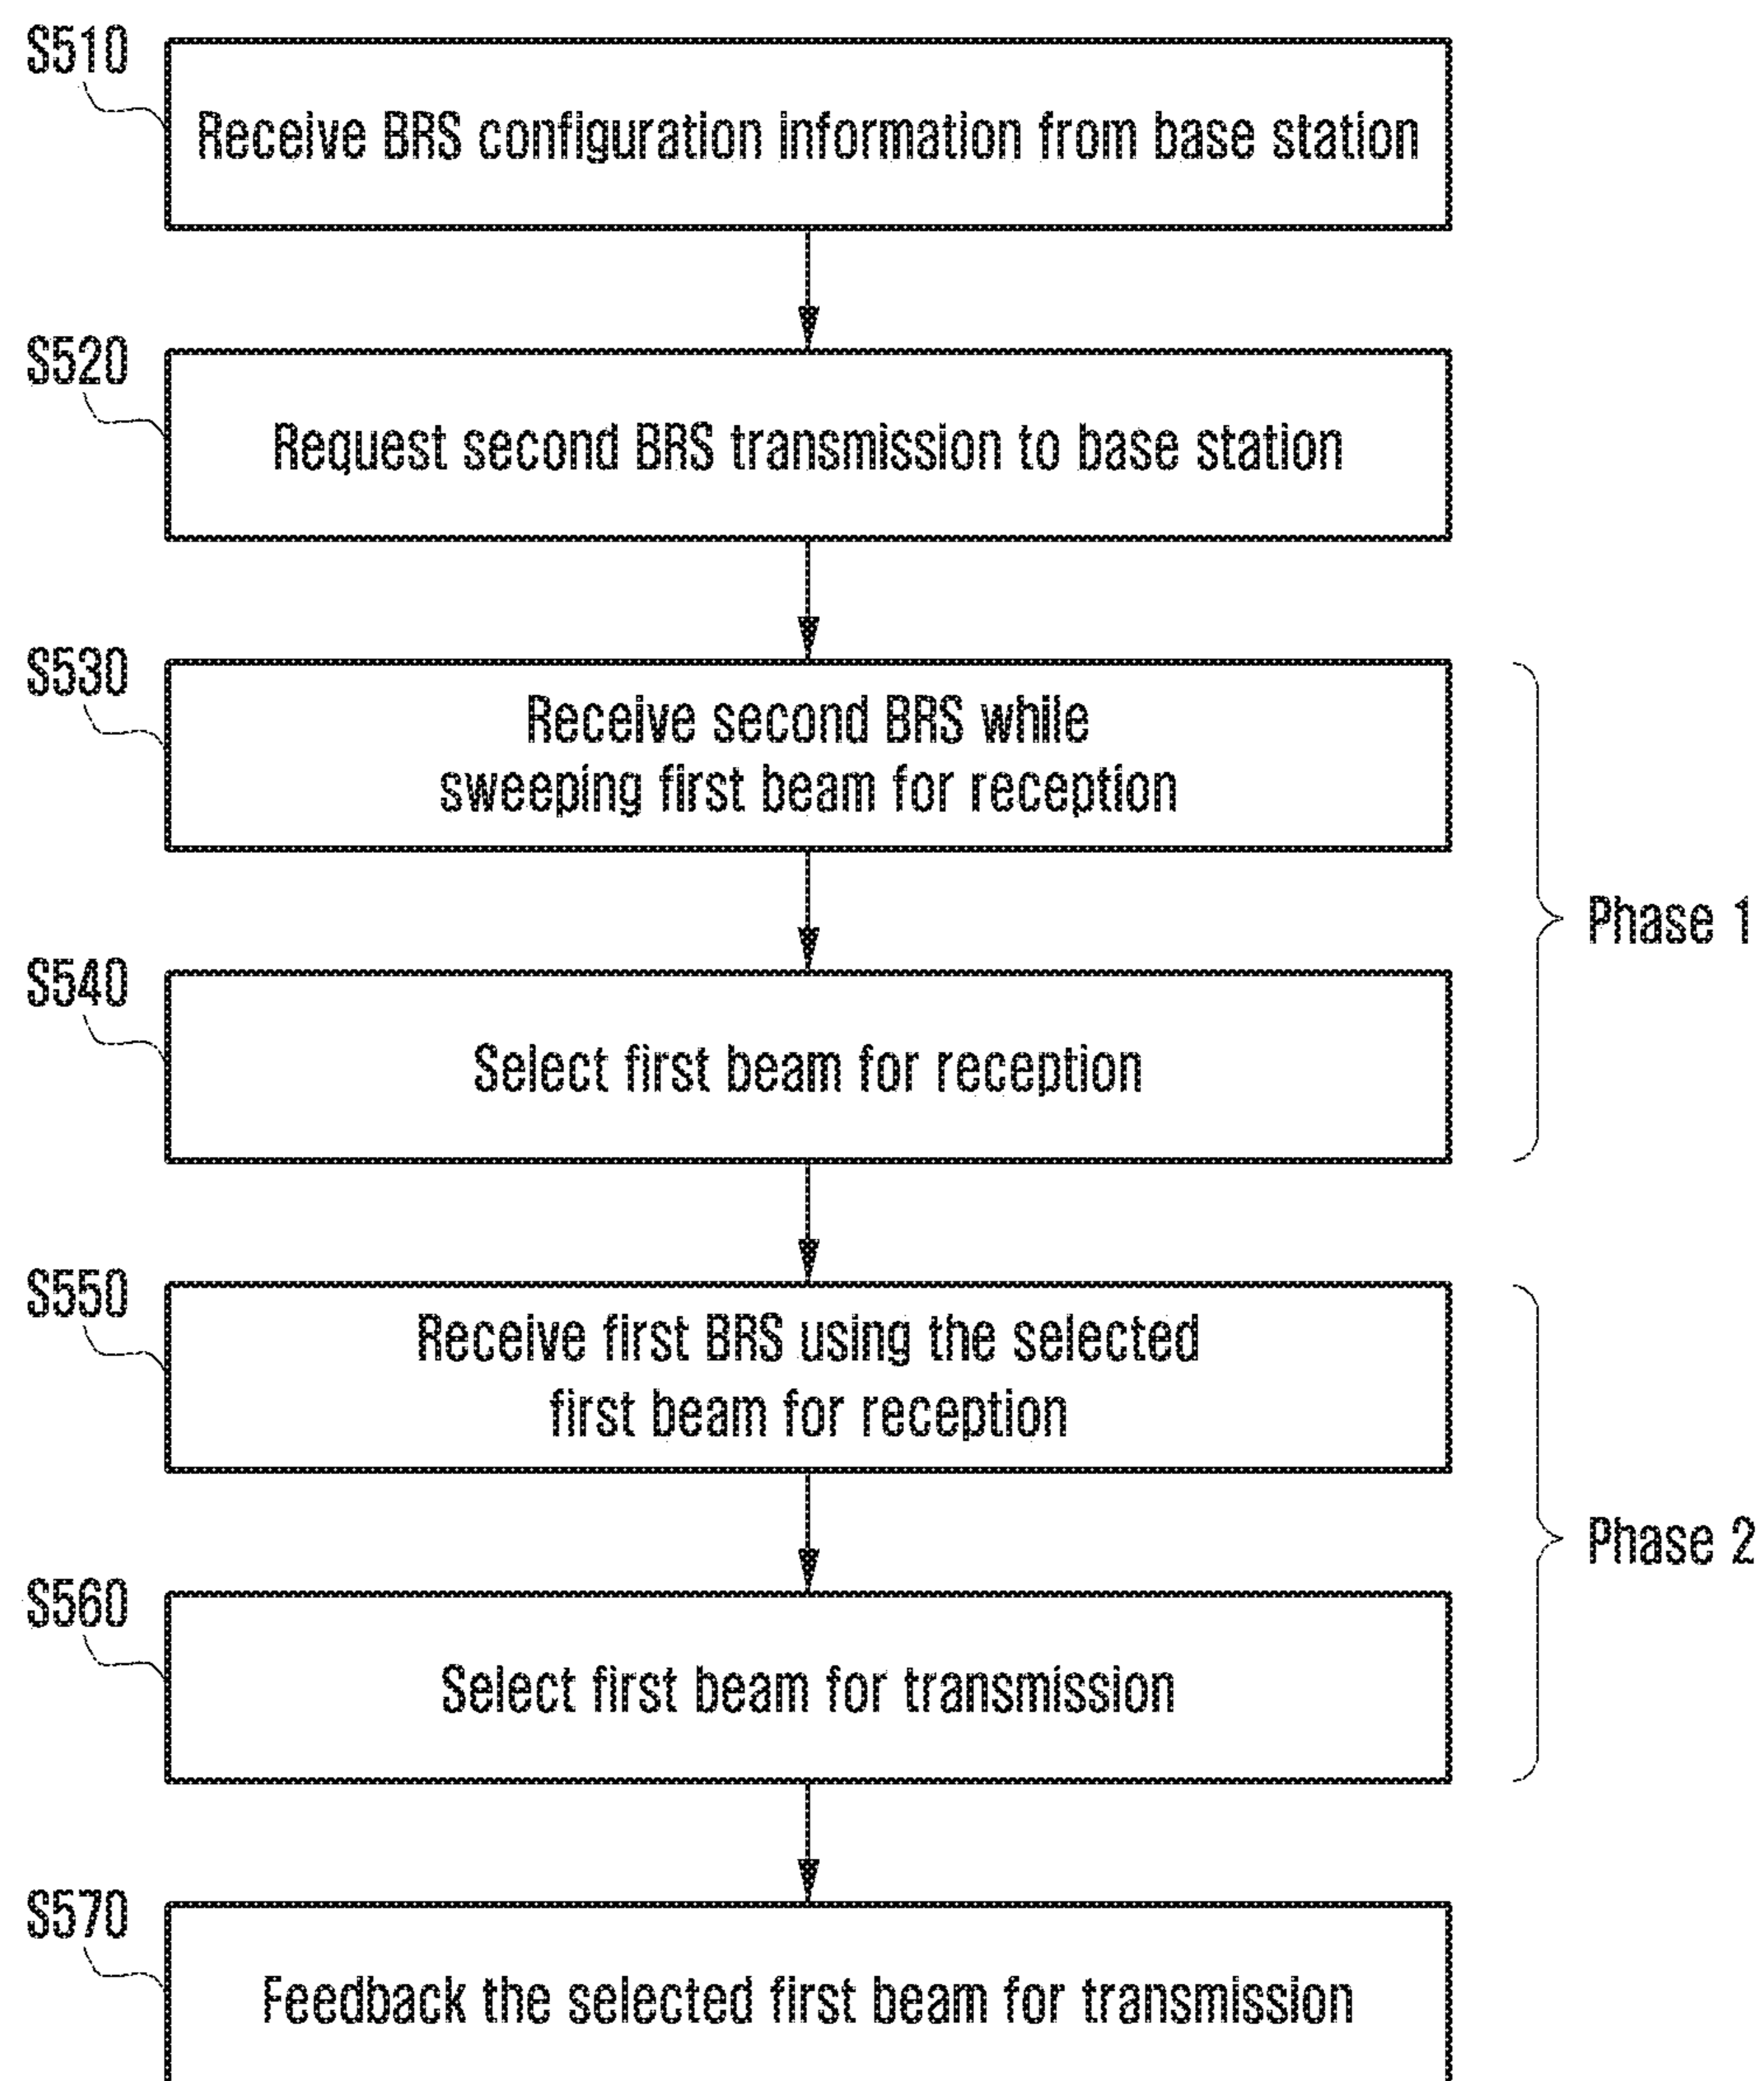 S510
Receive BRS configuration information from base station
S520
Request second BRS transmission to base station
S530
Receive second BRS while
sweeping first beam for reception
Phase 1
S540
Select first beam for reception
S550
Receive first BRS using the selected
first beam for reception
Phase 2
S560
Select first beam for transmission
S570
Feedback the selected first beam for transmission